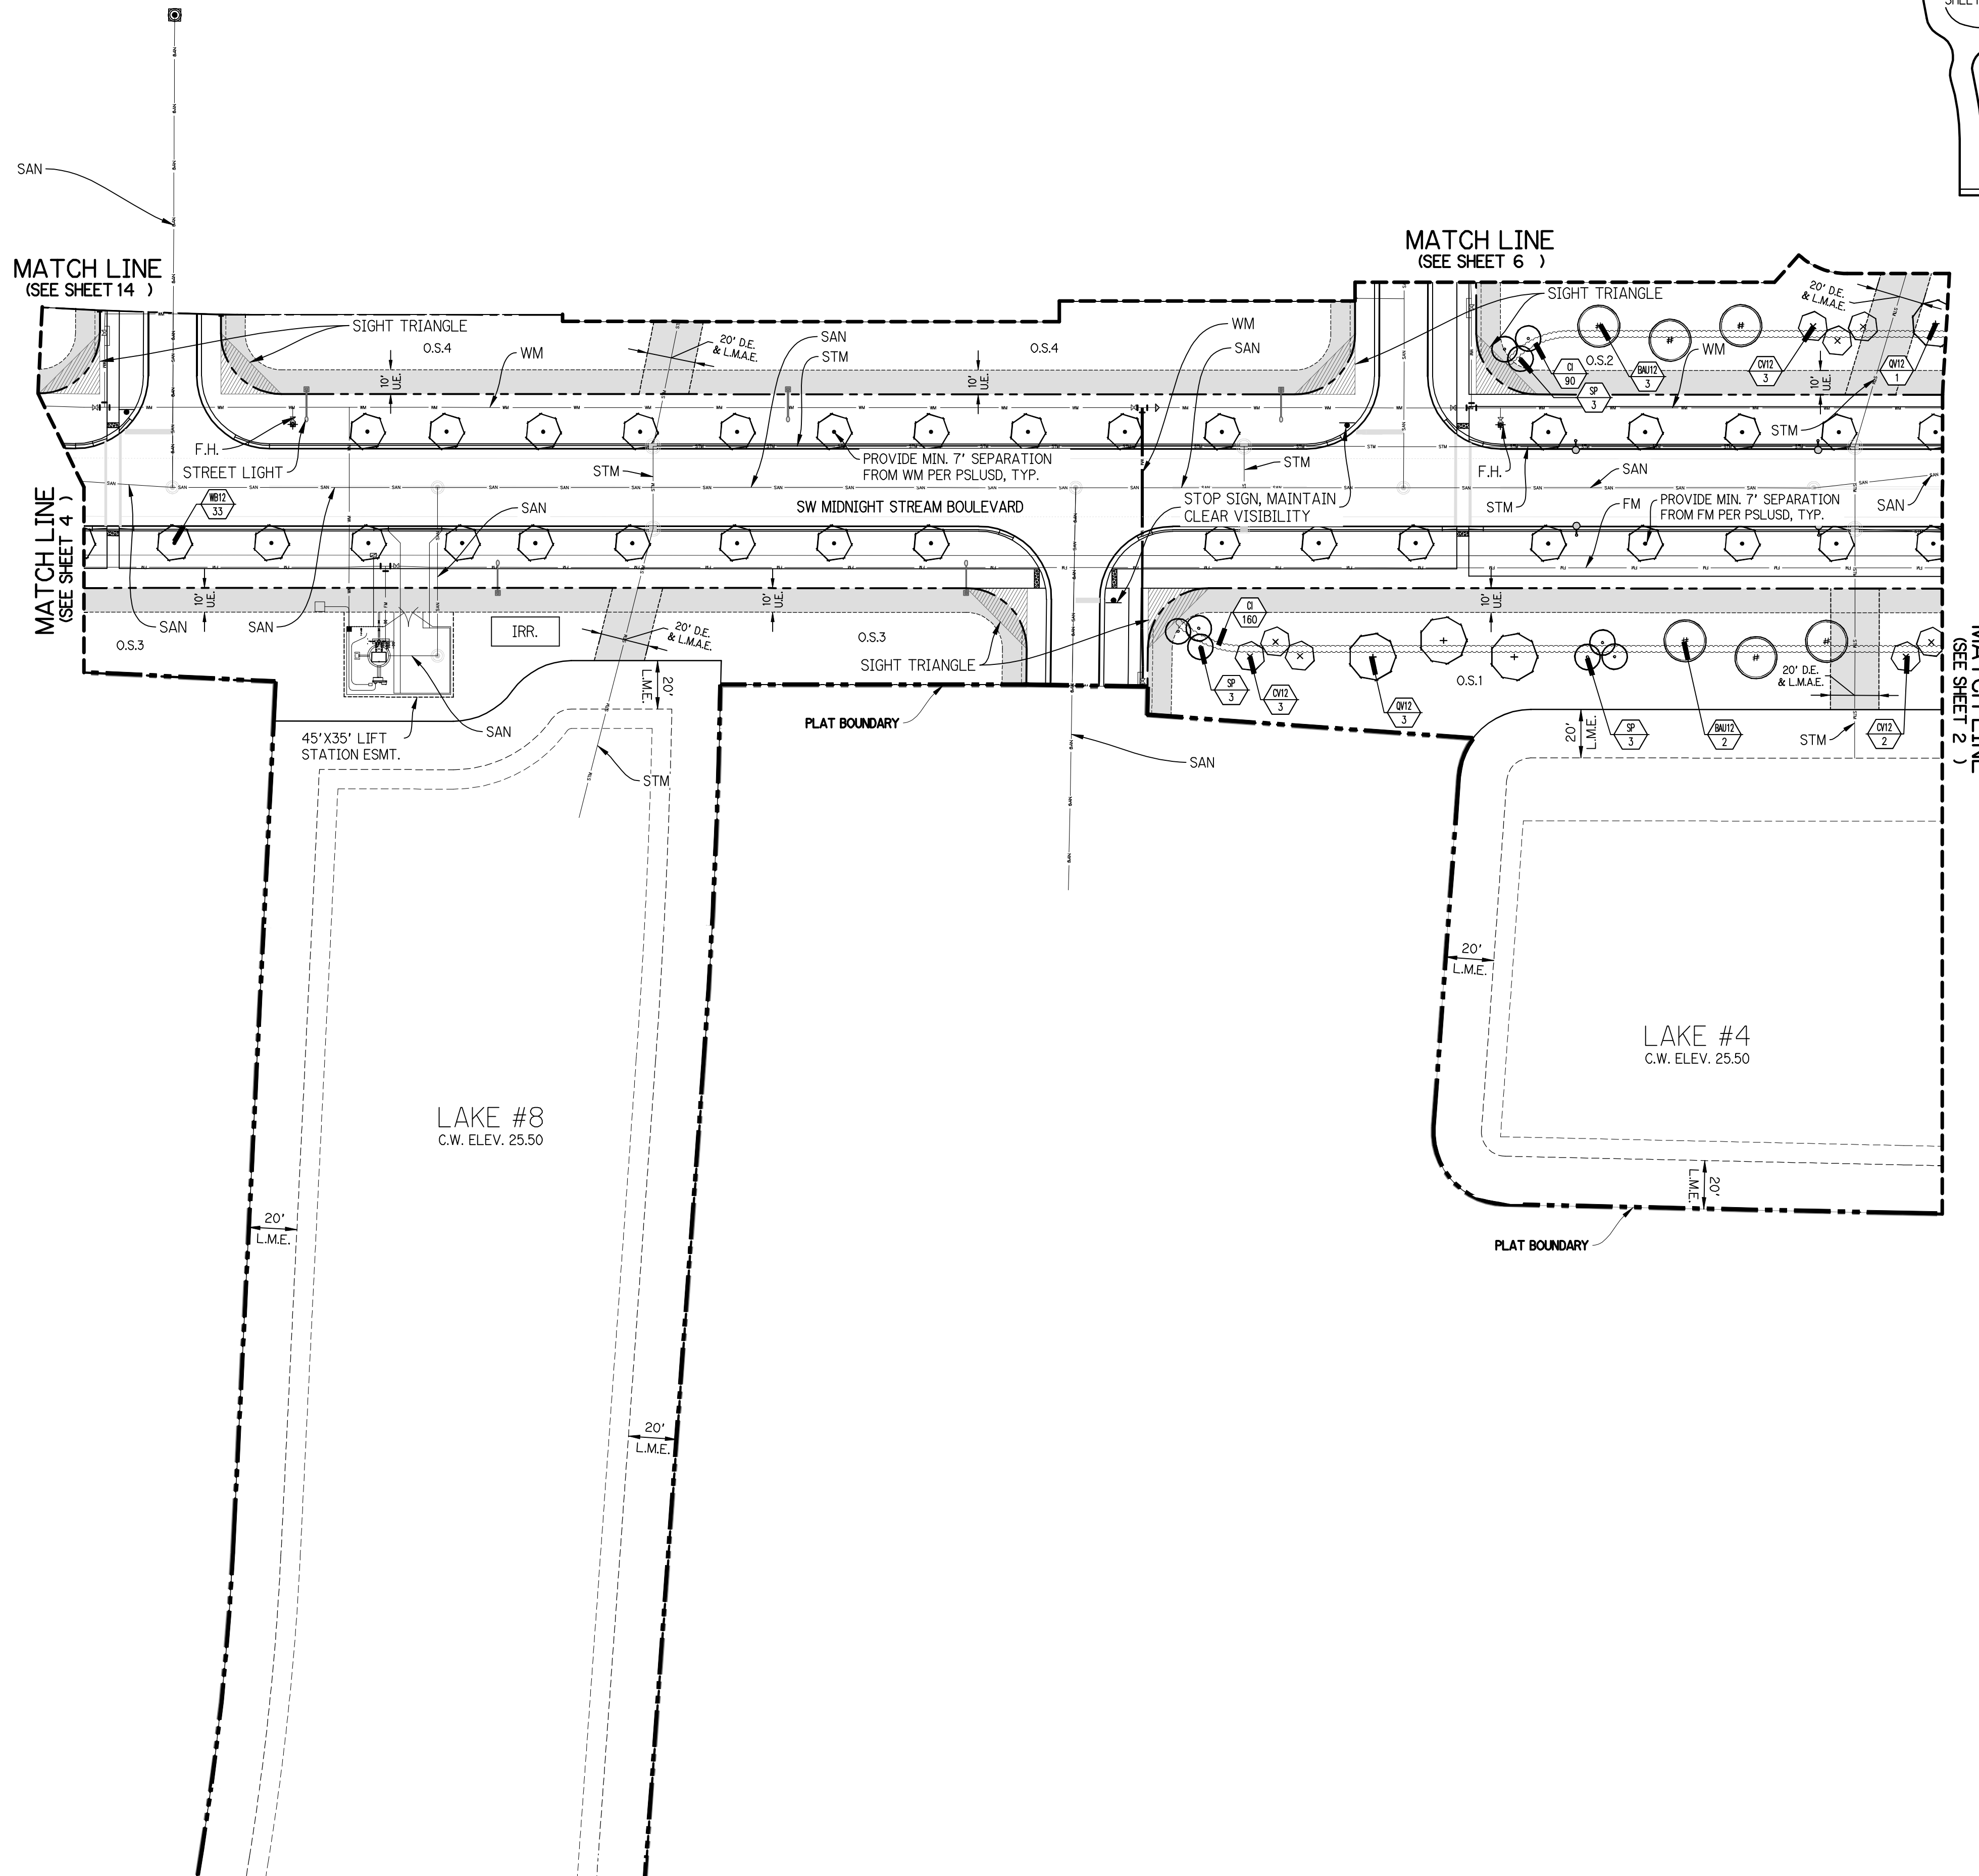 SAN
MATCH LINE
(SEE SHEET 14 )
MATCH LINE
(SEE SHEET 6 )
SIGHT TRIANGLE
O.S.4
WM
20' D.E.
& L.M.A.E.
SAN
STM
O.S.4
WM
SAN
SIGHT TRIANGLE
20' D.E.
& L.M.A.E.
O.S.2
WM
CI
90
SP
3
BAU12
3
CV12
3
QV12
1
10'
U.E.
10'
U.E.
10'
U.E.
F.H.
STREET LIGHT
STM
PROVIDE MIN. 7' SEPARATION
FROM WM PER PSLUSD, TYP.
STM
F.H.
STM
SAN
MATCH LINE
(SEE SHEET 4 )
WB12
33
SAN
SW MIDNIGHT STREAM BOULEVARD
STOP SIGN, MAINTAIN
CLEAR VISIBILITY
STM
FM
PROVIDE MIN. 7' SEPARATION
FROM FM PER PSLUSD, TYP.
SAN
10'
U.E.
10'
U.E.
10'
U.E.
SAN
SAN
O.S.3
IRR.
20' D.E.
& L.M.A.E.
O.S.3
SIGHT TRIANGLE
CI
160
SP
3
CV12
3
QV12
3
O.S.1
SP
3
BAU12
2
20' D.E.
& L.M.A.E.
CV12
2
STM
MATCH LINE
(SEE SHEET 2 )
20'
L.M.E.
PLAT BOUNDARY
45'X35' LIFT
STATION ESMT.
SAN
STM
SAN
20'
L.M.E.
20'
L.M.E.
LAKE #4
C.W. ELEV. 25.50
LAKE #8
C.W. ELEV. 25.50
20'
L.M.E.
20'
L.M.E.
PLAT BOUNDARY
20'
L.M.E.